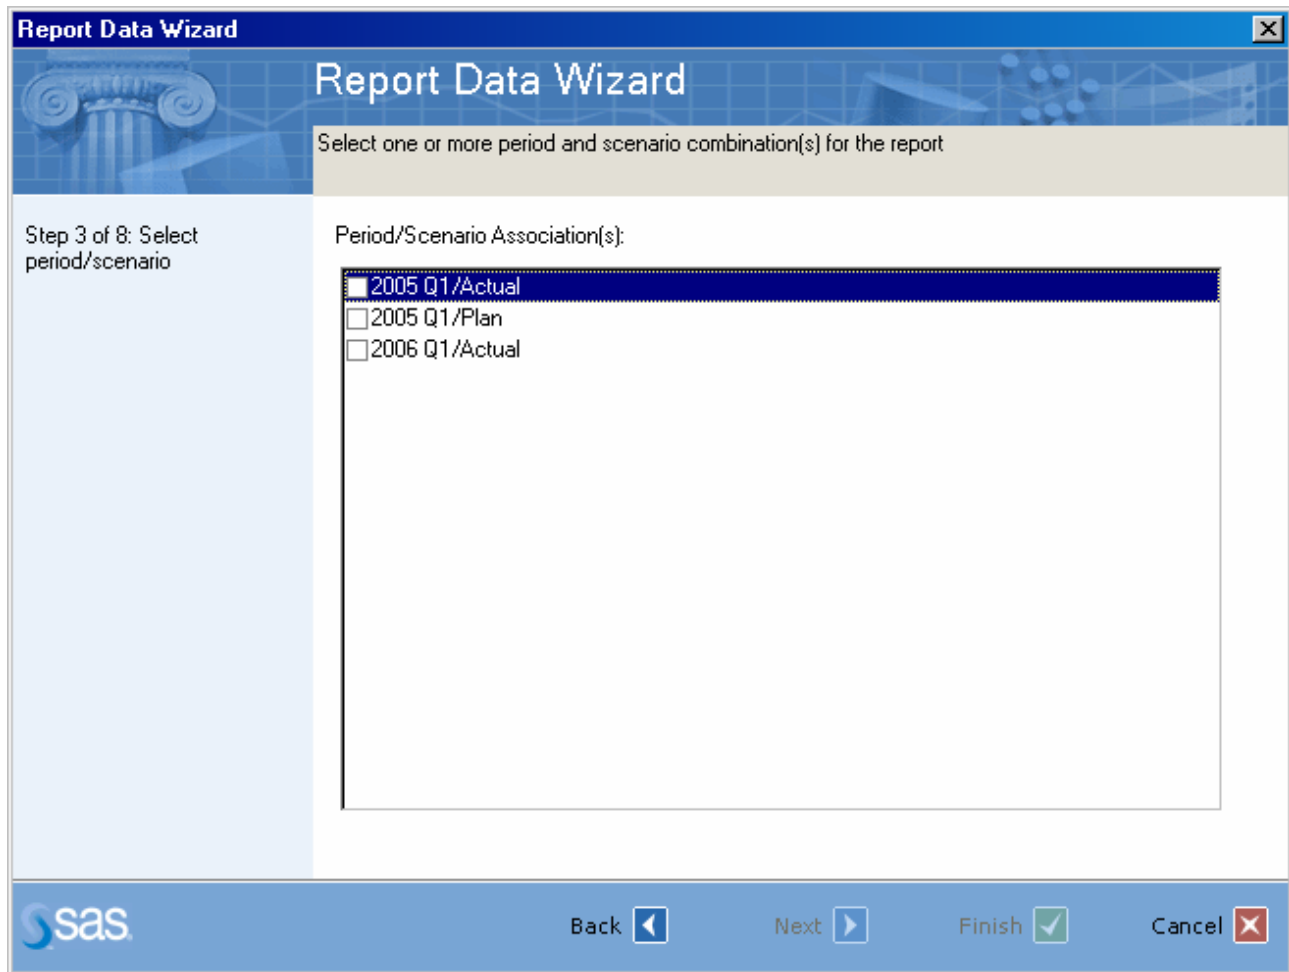 Report Data Wizard
Report Data Wizard
Select one or more period and scenario combination(s) for the report
Step 3 of 8: Select
period/scenario
Period/Scenario Association(s):
2005 Q1/Actual
2005 Q1/Plan
2006 Q1/Actual
sas.
Back
Next
Finish
Cancel